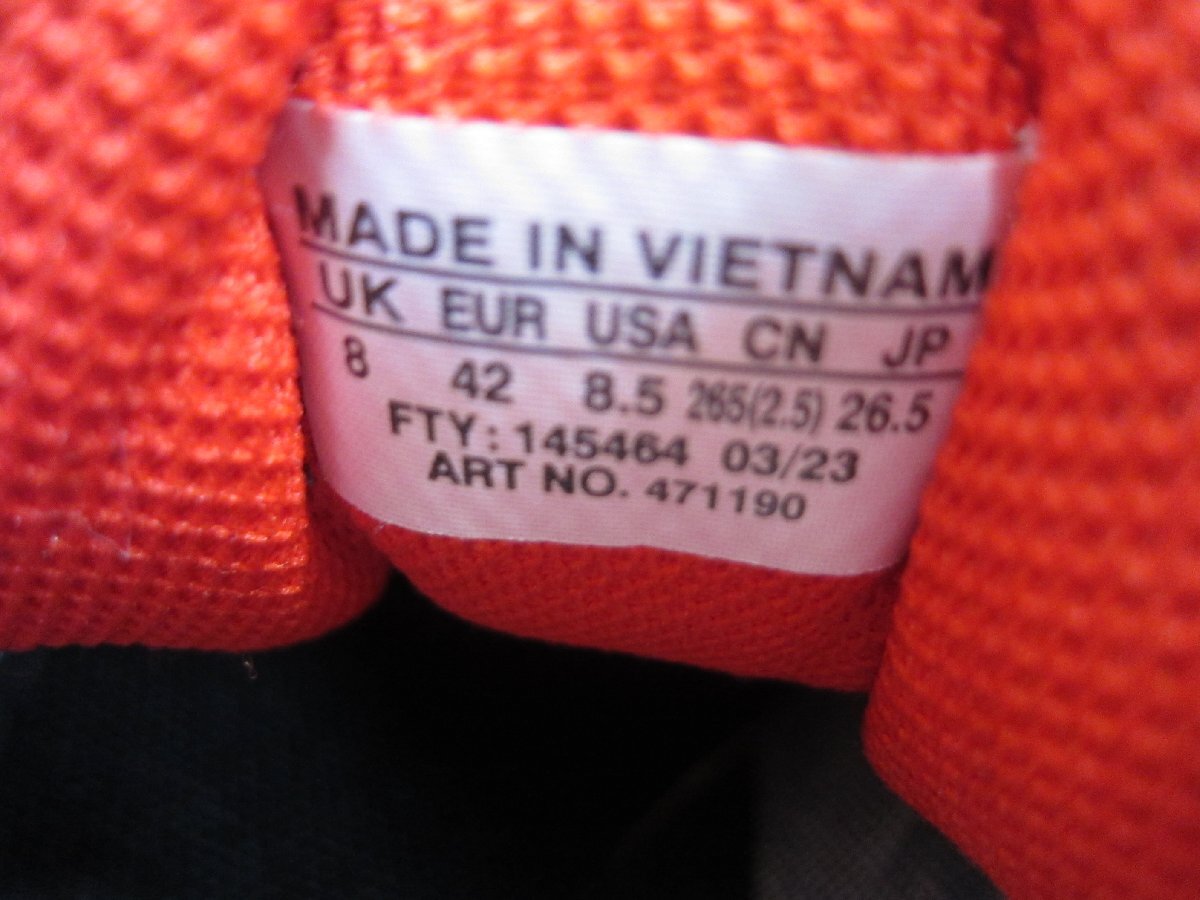 MADE IN VIETNAM
UK EUR USA CN JP
8 42 8.5 265(2.5) 26.5
FTY: 145464 03/23
ART NO. 471190